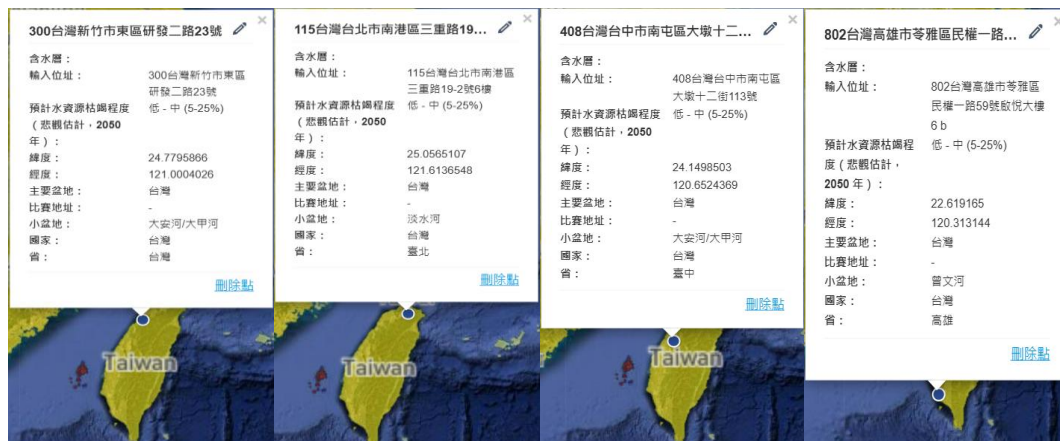 300台灣新竹市東區研發二路23號
含水層：
輸入位址： 300台灣新竹市東區
研發二路23號
預計水資源枯竭程度 低 - 中 (5-25%)
（悲觀估計，2050
年）：
緯度： 24.7795866
經度： 121.0004026
主要盆地： 台灣
比賽地址： -
小盆地： 大安河/大甲河
國家： 台灣
省： 新竹
刪除點
Taiwan
115台灣台北市南港區三重路19...
含水層：
輸入位址： 115台灣台北市南港區
三重路19-2號6樓
預計水資源枯竭程度 低 - 中 (5-25%)
（悲觀估計，2050
年）：
緯度： 25.0565107
經度： 121.6136548
主要盆地： 台灣
比賽地址： -
小盆地： 淡水河
國家： 台灣
省： 臺北
刪除點
Taiwan
408台灣台中市南屯區大墩十二...
含水層：
輸入位址： 408台灣台中市南屯區
大墩十二街113號
預計水資源枯竭程度 低 - 中 (5-25%)
（悲觀估計，2050
年）：
緯度： 24.1498503
經度： 120.6524369
主要盆地： 台灣
比賽地址： -
小盆地： 大安河/大甲河
國家： 台灣
省： 臺中
刪除點
Taiwan
802台灣高雄市苓雅區民權一路...
含水層：
輸入位址： 802台灣高雄市苓雅區
民權一路59號啟悅大樓
6 b
預計水資源枯竭程 低 - 中 (5-25%)
度（悲觀估計，
2050 年）：
緯度： 22.619165
經度： 120.313144
主要盆地： 台灣
比賽地址： -
小盆地： 曾文河
國家： 台灣
省： 高雄
刪除點